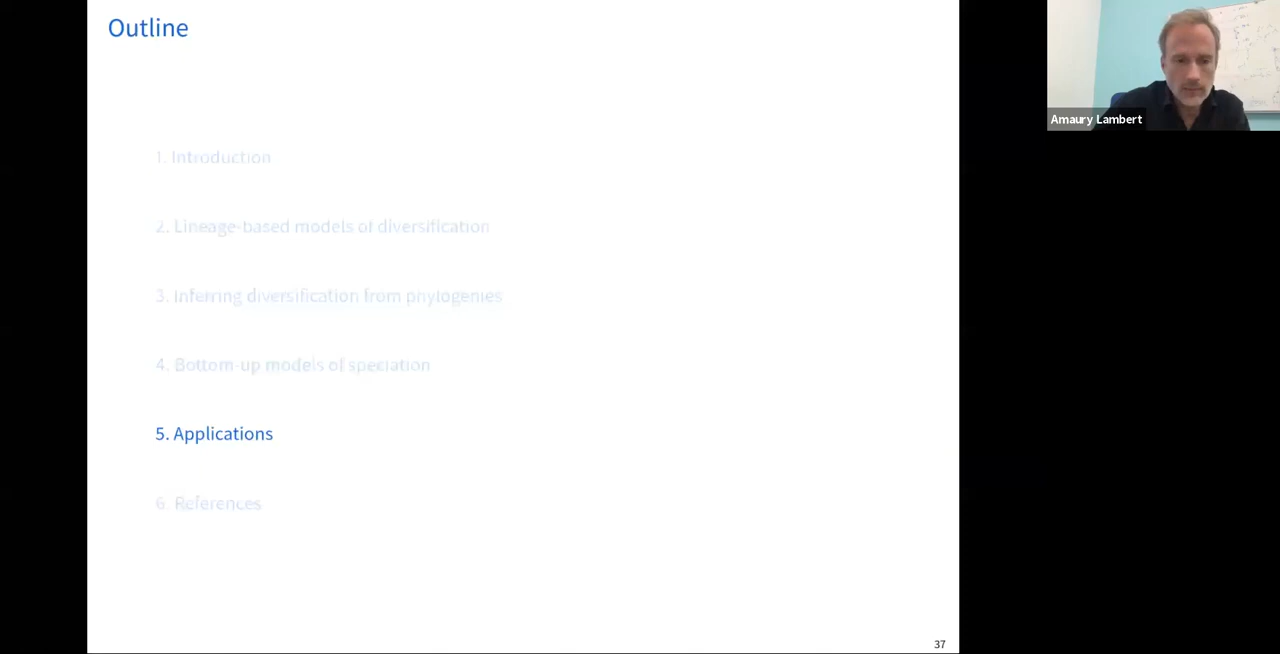 Outline
1. Introduction
2. Lineage-based models of diversification
3. Inferring diversification from phylogenies
4. Bottom-up models of speciation
5. Applications
6. References
37
Amaury Lambert